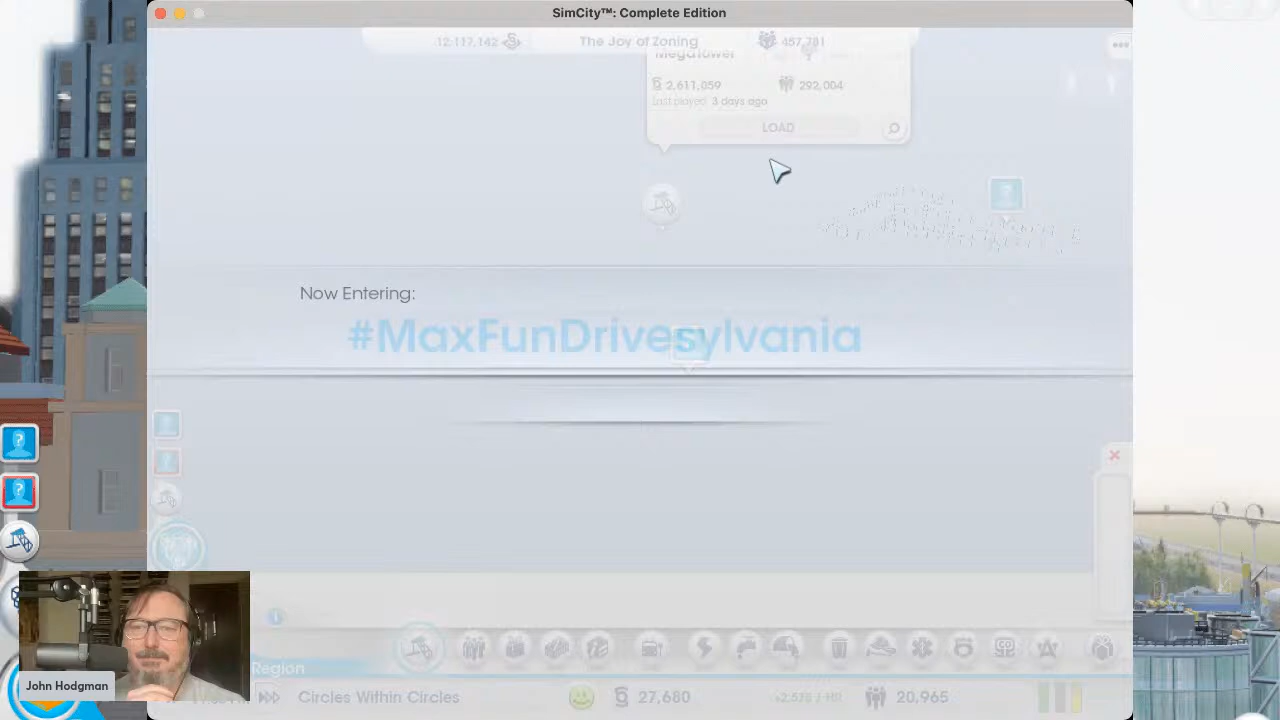 SimCity™: Complete Edition
12,117,142
The Joy of Zoning
457,781
MegaTower
2,611,059
292,004
Last played: 3 days ago
LOAD
Now Entering:
#MaxFunDrivesylvania
John Hodgman
Region
Circles Within Circles
27,680
20,965